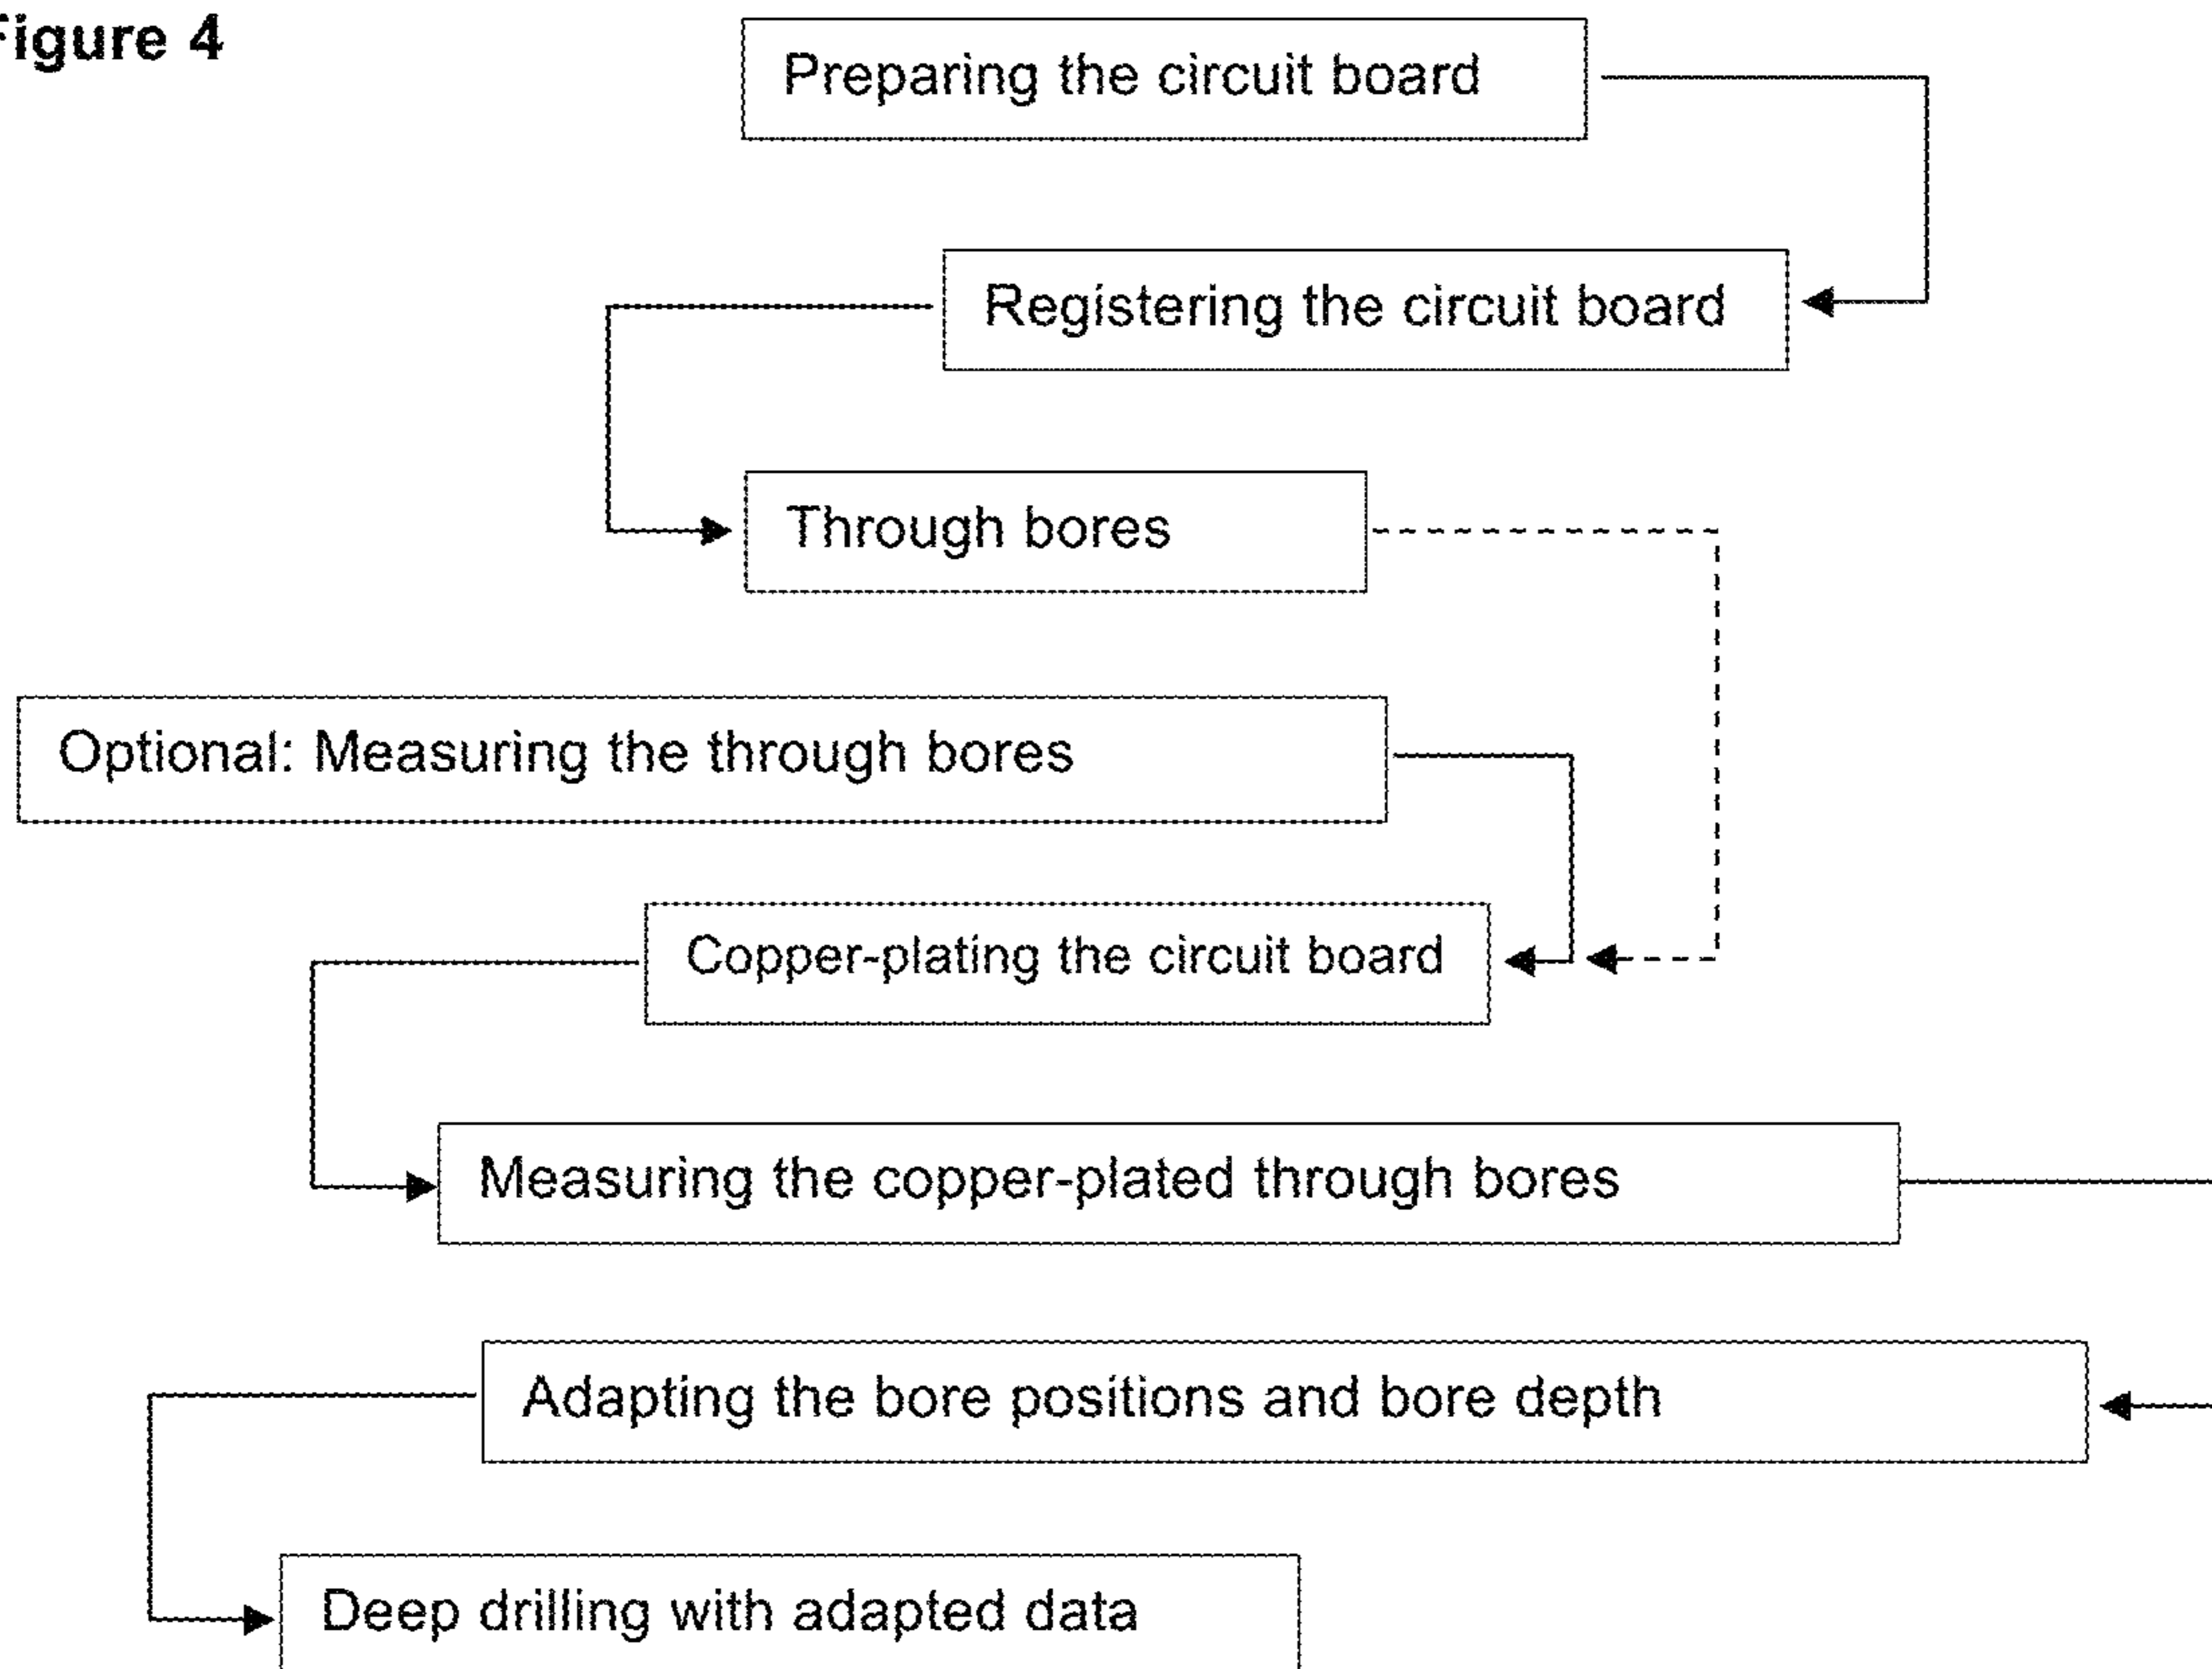 Figure 4
Preparing the circuit board
Registering the circuit board
Through bores
Optional: Measuring the through bores
Copper-plating the circuit board
Measuring the copper-plated through bores
Adapting the bore positions and bore depth
Deep drilling with adapted data